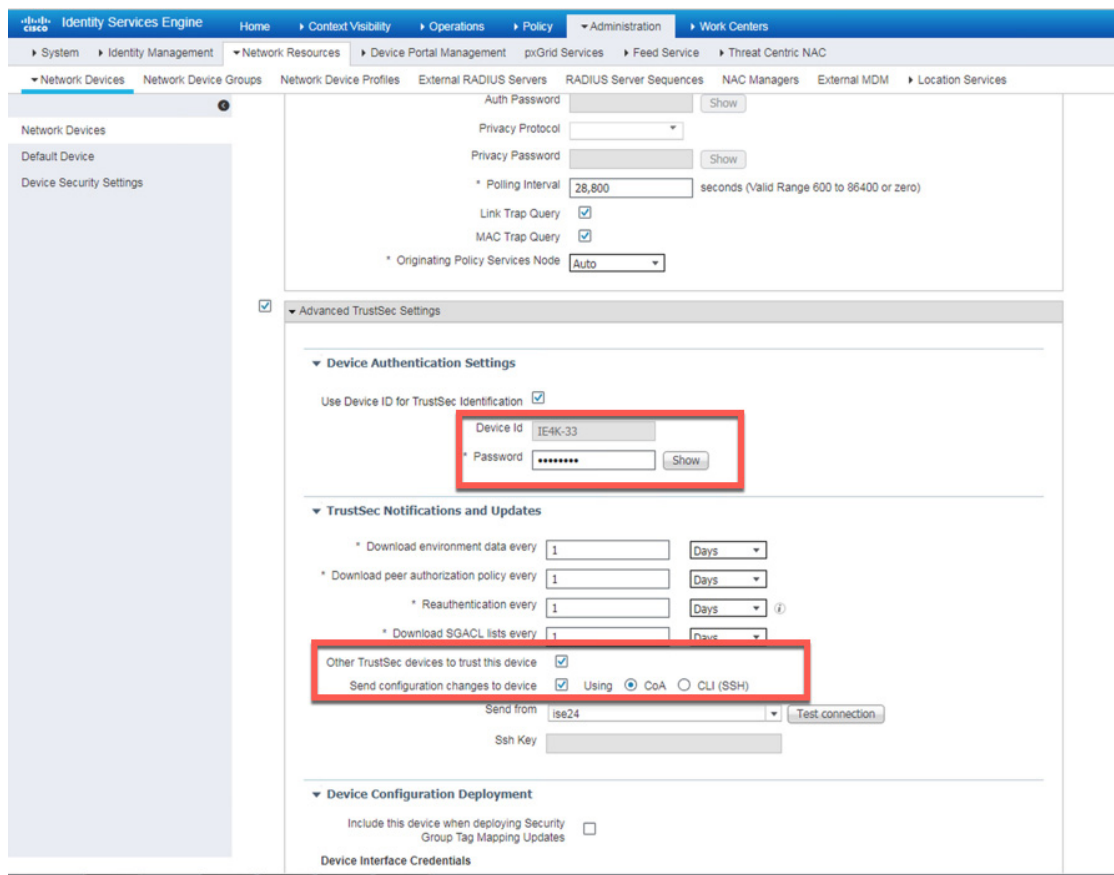 cisco Identity Services Engine Home Context Visibility Operations Policy Administration Work Centers
System Identity Management Network Resources Device Portal Management pxGrid Services Feed Service Threat Centric NAC
Network Devices Network Device Groups Network Device Profiles External RADIUS Servers RADIUS Server Sequences NAC Managers External MDM Location Services
Network Devices
Default Device
Device Security Settings
Auth Password Show
Privacy Protocol
Privacy Password Show
* Polling Interval 28,800 seconds (Valid Range 600 to 86400 or zero)
Link Trap Query
MAC Trap Query
* Originating Policy Services Node Auto
Advanced TrustSec Settings
Device Authentication Settings
Use Device ID for TrustSec Identification
Device Id IE4K-33
* Password •••••••• Show
TrustSec Notifications and Updates
* Download environment data every 1 Days
* Download peer authorization policy every 1 Days
* Reauthentication every 1 Days
* Download SGACL lists every 1 Days
Other TrustSec devices to trust this device
Send configuration changes to device Using CoA CLI (SSH)
Send from ise24 Test connection
Ssh Key
Device Configuration Deployment
Include this device when deploying Security
Group Tag Mapping Updates
Device Interface Credentials